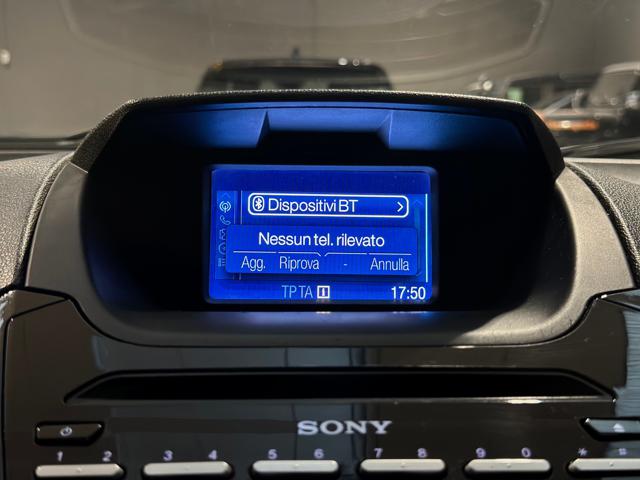 Dispositivi BT >
Nessun tel. rilevato
Agg. Riprova - Annulla
TP TA i 17:50
SONY
1 2 3 4 5 6 7 8 9 0 * #